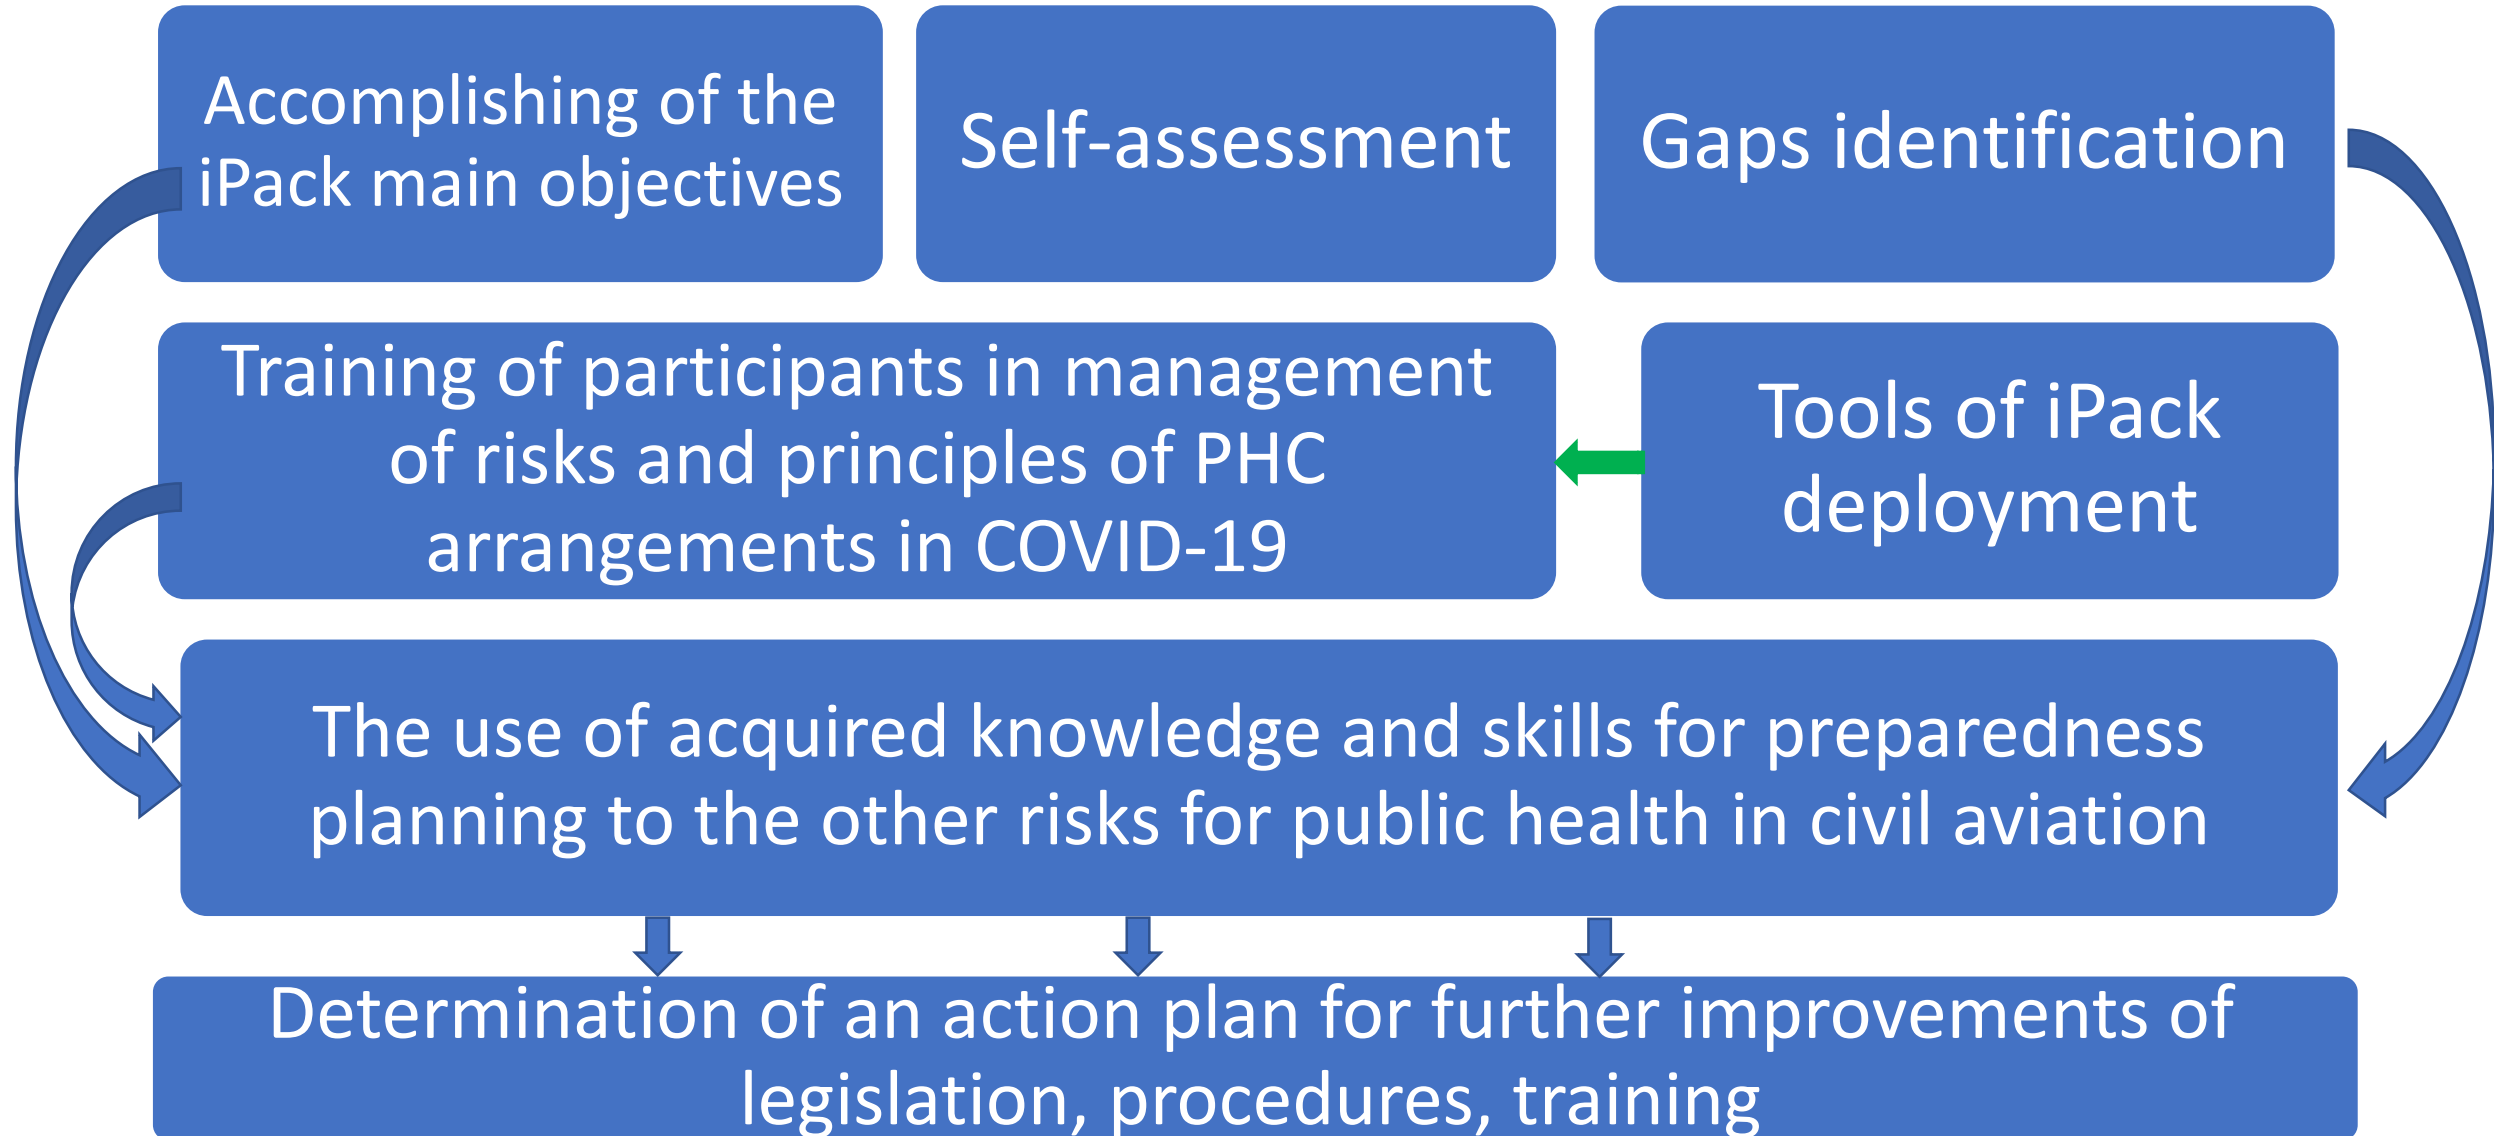 Accomplishing of the
iPack main objectives
Self-assessment
Gaps identification
Training of participants in management
of risks and principles of PHC
arrangements in COVID-19
Tools of iPack
deployment
The use of acquired knowledge and skills for preparedness
planning to the other risks for public health in civil aviation
Determination of an action plan for further improvements of
legislation, procedures, training